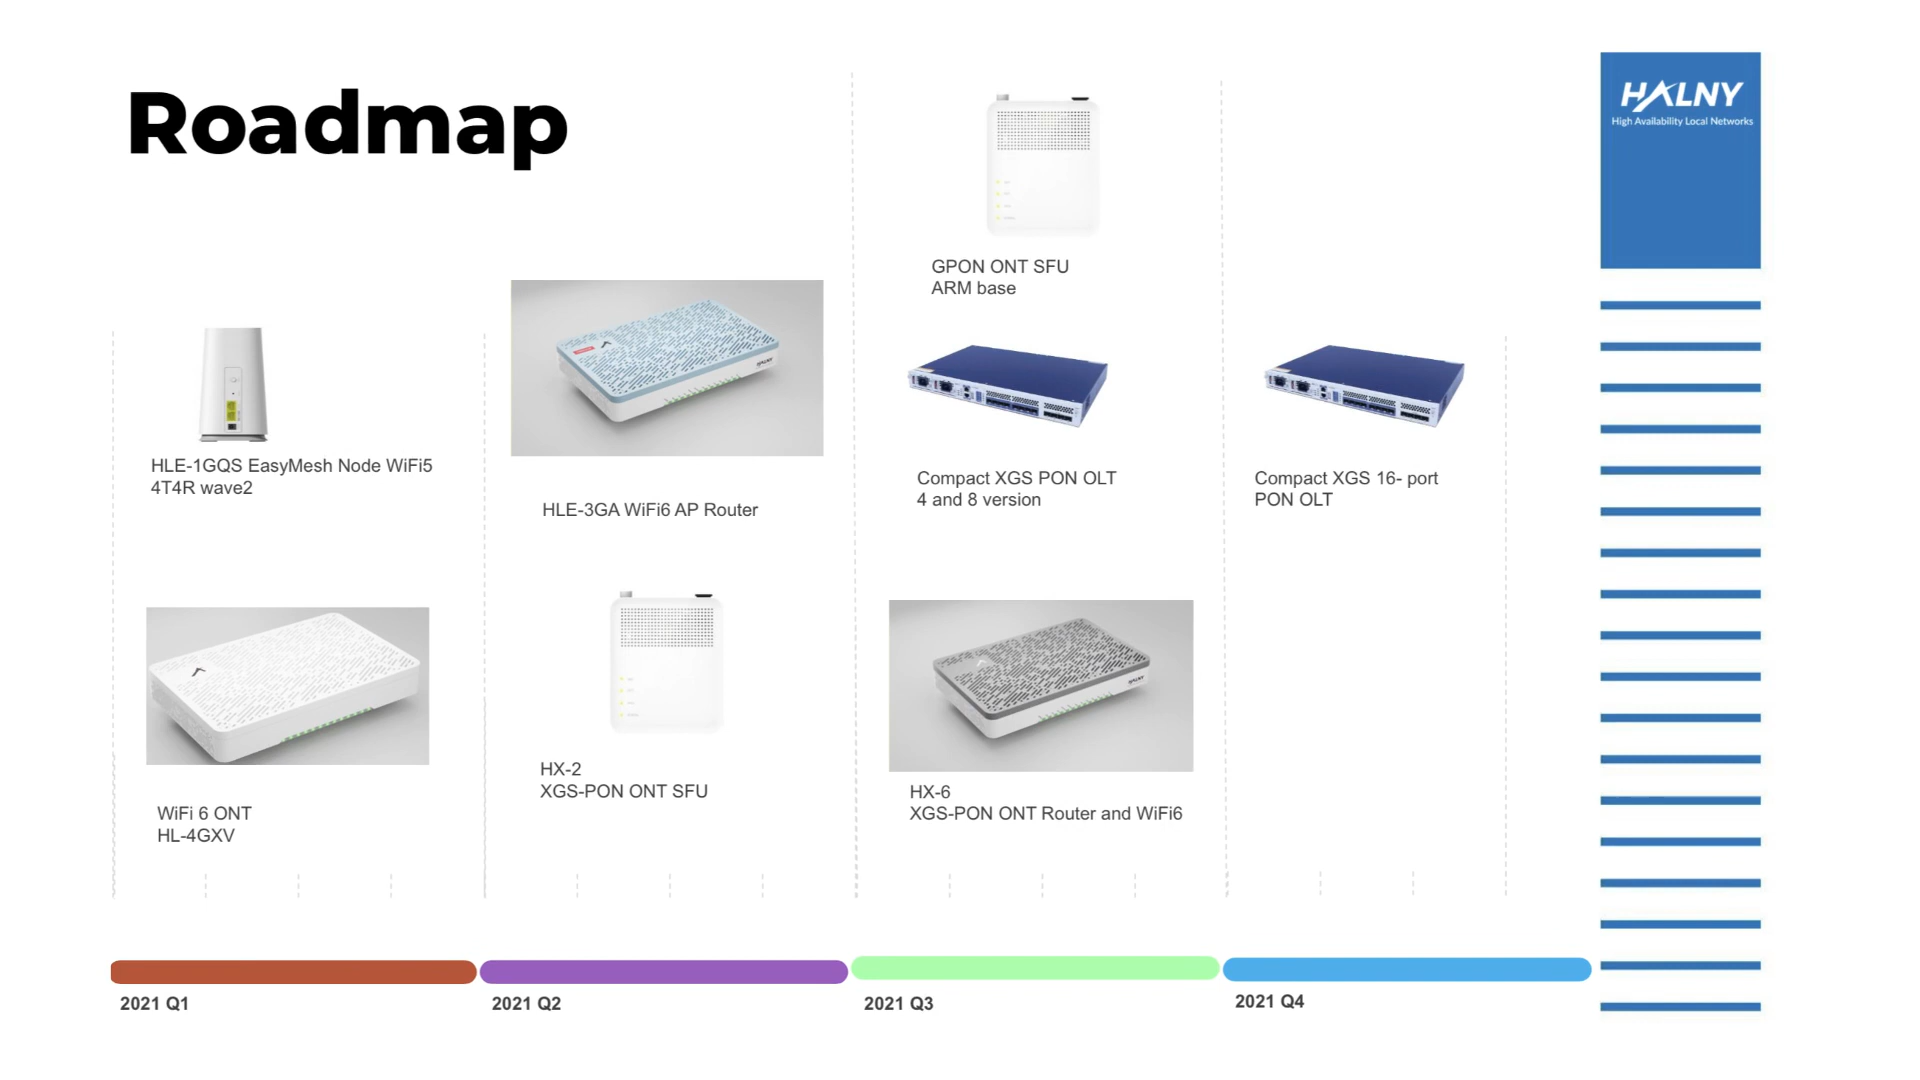 Roadmap
HALNY
High Availability Local Networks
GPON ONT SFU
ARM base
HLE-1GQS EasyMesh Node WiFi5
4T4R wave2
HALNY
HLE-3GA WiFi6 AP Router
Compact XGS PON OLT
4 and 8 version
Compact XGS 16- port
PON OLT
WiFi 6 ONT
HL-4GXV
HX-2
XGS-PON ONT SFU
HALNY
HX-6
XGS-PON ONT Router and WiFi6
2021 Q1
2021 Q2
2021 Q3
2021 Q4